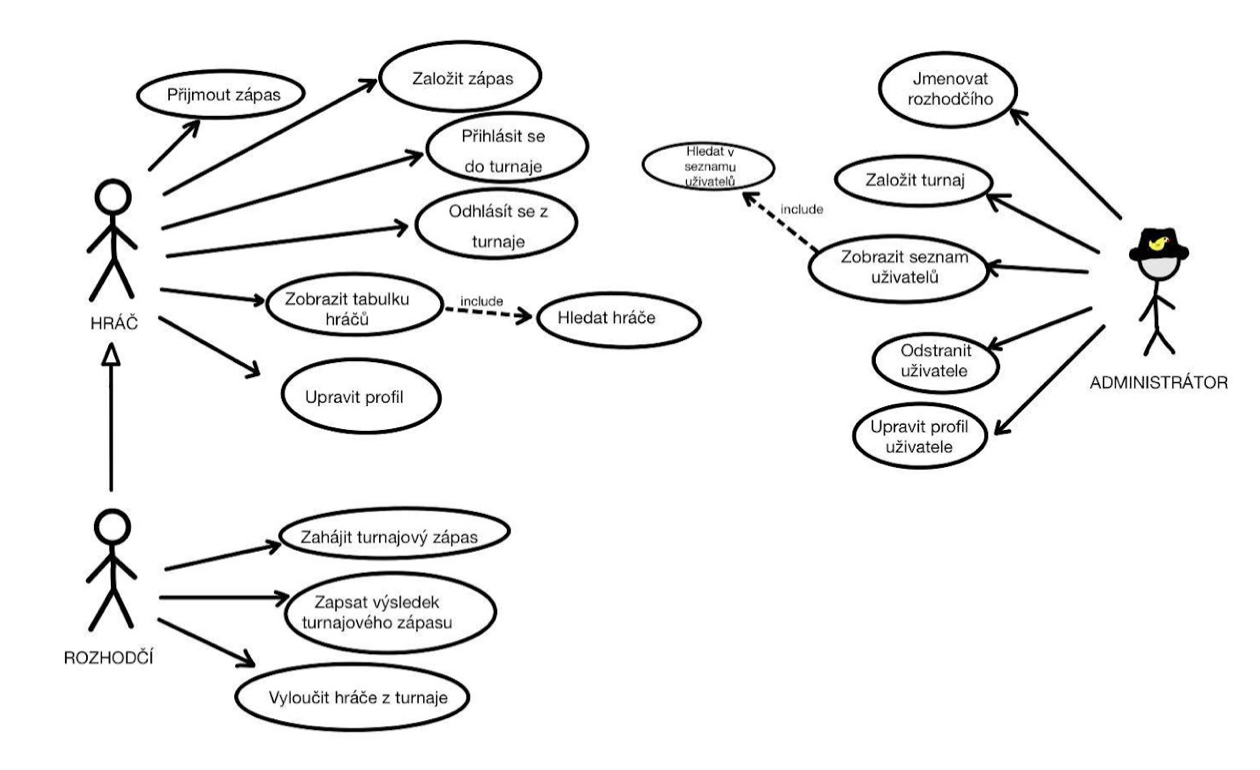 Přijmout zápas
Založit zápas
Přihlásit se
do turnaje
Odhlásít se z
turnaje
Zobrazit tabulku
hráčů
include
Hledat hráče
Upravit profil
HRÁČ
Zahájit turnajový zápas
Zapsat výsledek
turnajového zápasu
Vyloučit hráče z turnaje
ROZHODČÍ
Jmenovat
rozhodčího
Hledat v
seznamu
uživatelů
Založit turnaj
include
Zobrazit seznam
uživatelů
Odstranit
uživatele
Upravit profil
uživatele
ADMINISTRÁTOR